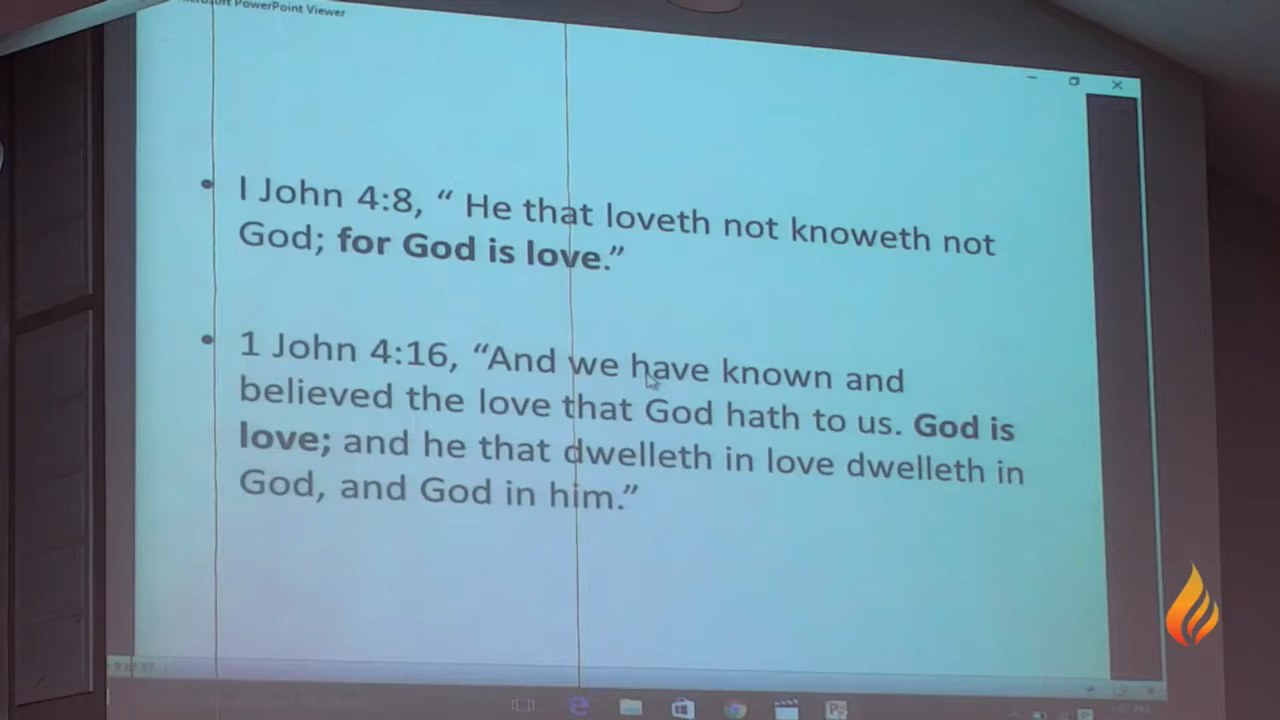 PowerPoint Viewer
• I John 4:8, “ He that loveth not knoweth not
God; for God is love.”
• 1 John 4:16, “And we have known and
believed the love that God hath to us. God is
love; and he that dwelleth in love dwelleth in
God, and God in him.”